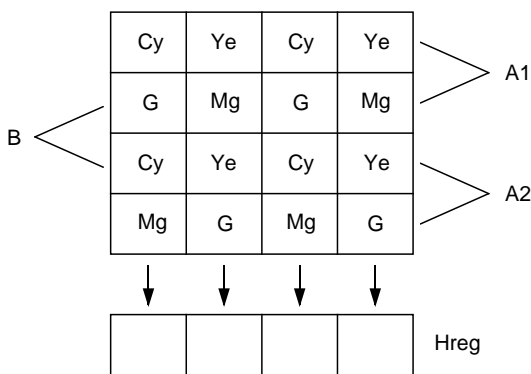 Cy Ye Cy Ye
A1
G Mg G Mg
B
Cy Ye Cy Ye
A2
Mg G Mg G
Hreg